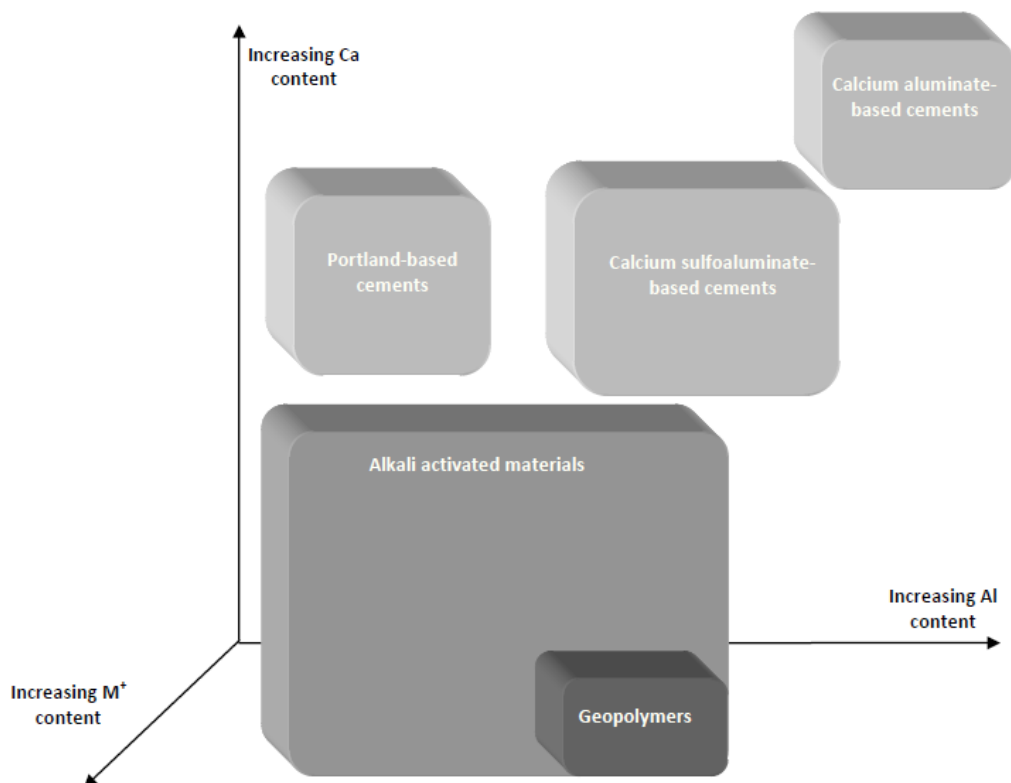 Increasing Ca
content
Calcium aluminate-
based cements
Portland-based
cements
Calcium sulfoaluminate-
based cements
Alkali activated materials
Increasing Al
content
Increasing M⁺
content
Geopolymers